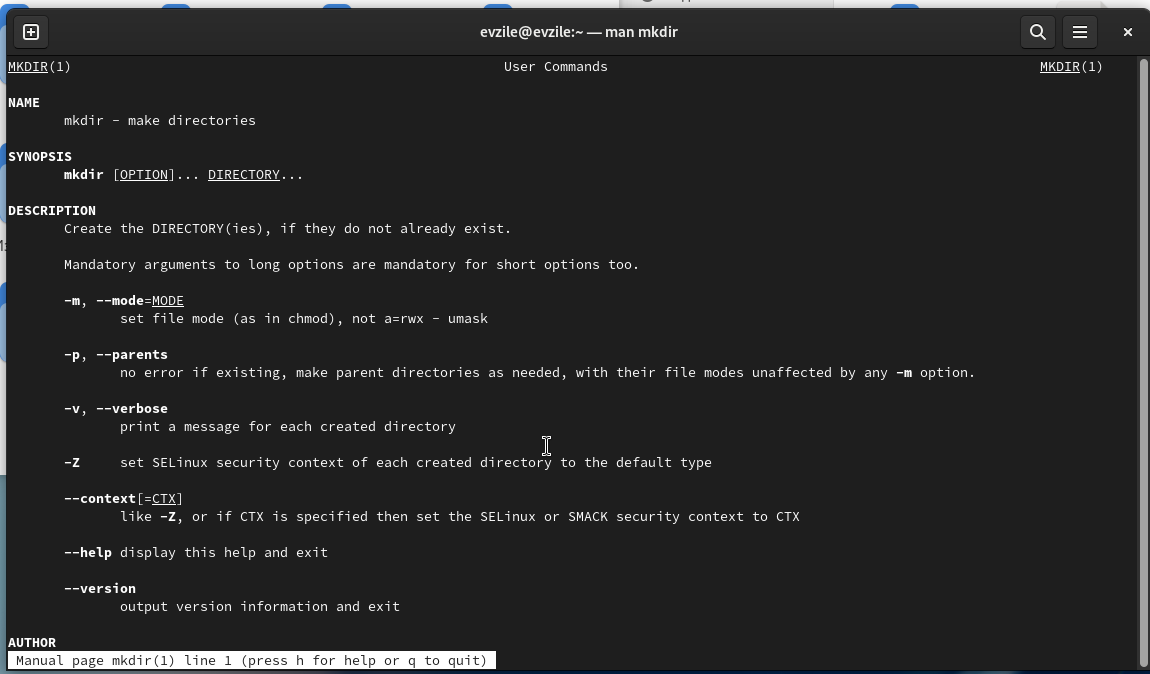 evzile@evzile:~ — man mkdir
MKDIR(1) User Commands MKDIR(1)
NAME
mkdir - make directories
SYNOPSIS
mkdir [OPTION]... DIRECTORY...
DESCRIPTION
Create the DIRECTORY(ies), if they do not already exist.
Mandatory arguments to long options are mandatory for short options too.
-m, --mode=MODE
set file mode (as in chmod), not a=rwx - umask
-p, --parents
no error if existing, make parent directories as needed, with their file modes unaffected by any -m option.
-v, --verbose
print a message for each created directory
-Z set SELinux security context of each created directory to the default type
--context[=CTX]
like -Z, or if CTX is specified then set the SELinux or SMACK security context to CTX
--help display this help and exit
--version
output version information and exit
AUTHOR
Manual page mkdir(1) line 1 (press h for help or q to quit)